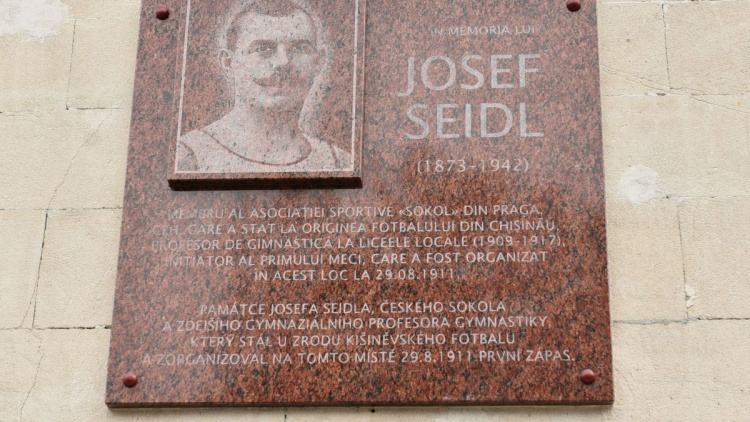 IN MEMORIA LUI
JOSEF
SEIDL
(1873-1942)
MEMBRU AL ASOCIAȚIEI SPORTIVE «SOKOL» DIN PRAGA,
CEH, CARE A STAT LA ORIGINEA FOTBALULUI DIN CHIȘINĂU,
PROFESOR DE GIMNASTICĂ LA LICEELE LOCALE (1909-1917),
INIȚIATOR AL PRIMULUI MECI, CARE A FOST ORGANIZAT
ÎN ACEST LOC LA 29.08.1911.
PAMÁTCE JOSEFA SEIDLA, ČESKÉHO SOKOLA
A ZDEJŠÍHO GYMNAZIÁLNÍHO PROFESORA GYMNASTIKY,
KTERÝ STÁL U ZRODU KIŠINĚVSKÉHO FOTBALU
A ZORGANIZOVAL NA TOMTO MÍSTĚ 29.8.1911 PRVNÍ ZÁPAS.